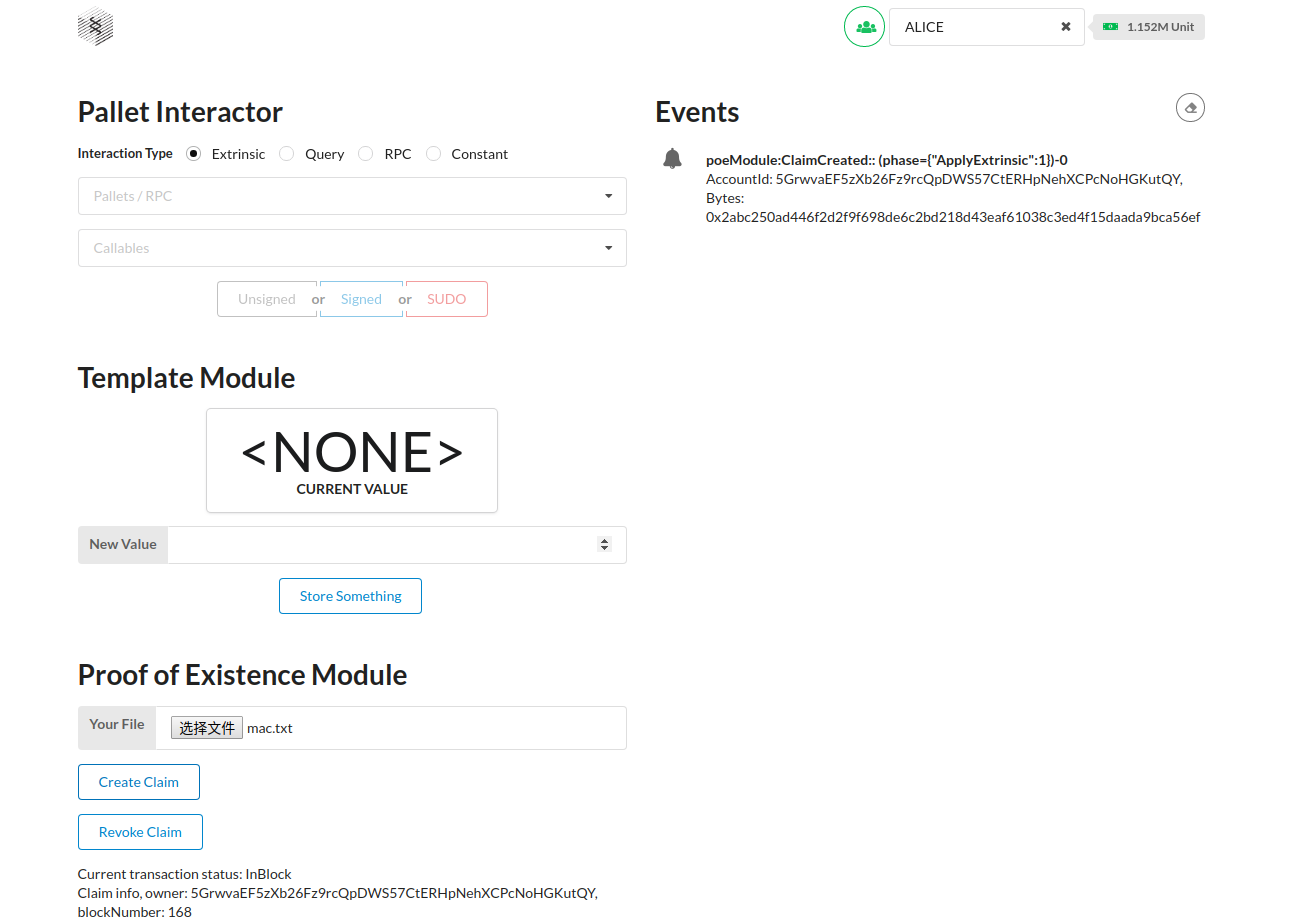 ALICE
1.152M Unit
Pallet Interactor
Interaction Type Extrinsic Query RPC Constant
Pallets / RPC
Callables
Unsigned or Signed or SUDO
Template Module
<NONE>
CURRENT VALUE
New Value
Store Something
Proof of Existence Module
Your File 选择文件 mac.txt
Create Claim
Revoke Claim
Current transaction status: InBlock
Claim info, owner: 5GrwvaEF5zXb26Fz9rcQpDWS57CtERHpNehXCPcNoHGKutQY,
blockNumber: 168
Events
poeModule:ClaimCreated:: (phase={"ApplyExtrinsic":1})-0
AccountId: 5GrwvaEF5zXb26Fz9rcQpDWS57CtERHpNehXCPcNoHGKutQY,
Bytes:
0x2abc250ad446f2d2f9f698de6c2bd218d43eaf61038c3ed4f15daada9bca56ef